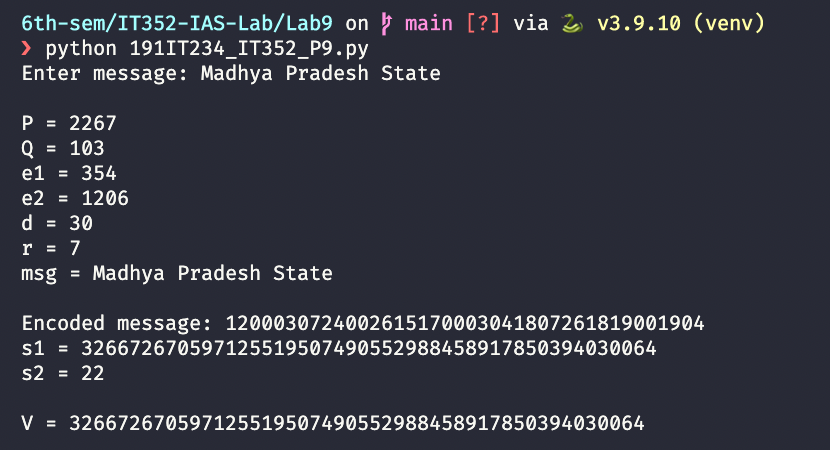 6th-sem/IT352-IAS-Lab/Lab9 on main [?] via 🐍 v3.9.10 (venv)
❯ python 191IT234_IT352_P9.py
Enter message: Madhya Pradesh State
P = 2267
Q = 103
e1 = 354
e2 = 1206
d = 30
r = 7
msg = Madhya Pradesh State
Encoded message: 1200030724002615170003041807261819001904
s1 = 326672670597125519507490552988458917850394030064
s2 = 22
V = 326672670597125519507490552988458917850394030064